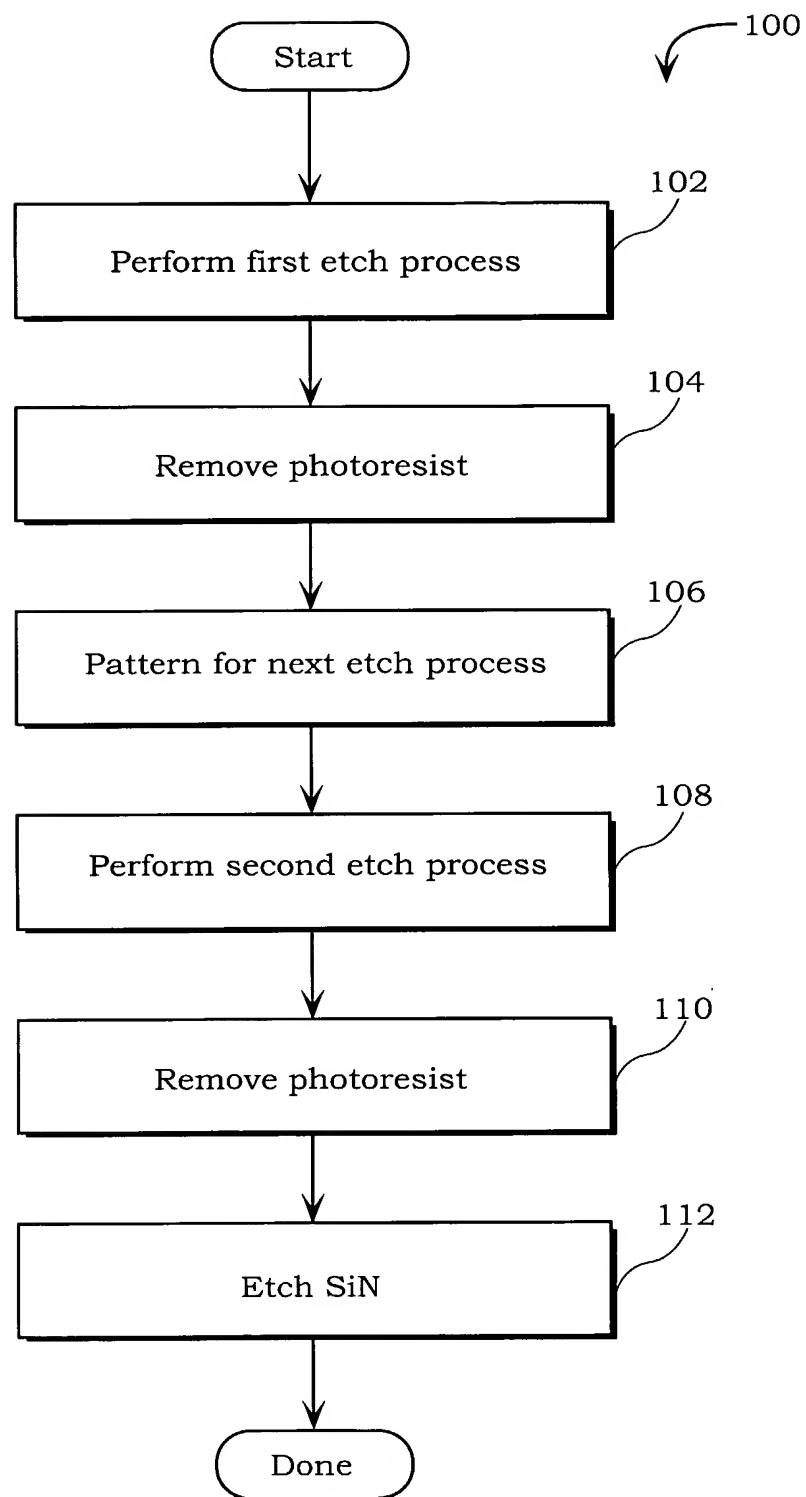 100
Start
102
Perform first etch process
104
Remove photoresist
106
Pattern for next etch process
108
Perform second etch process
110
Remove photoresist
112
Etch SiN
Done